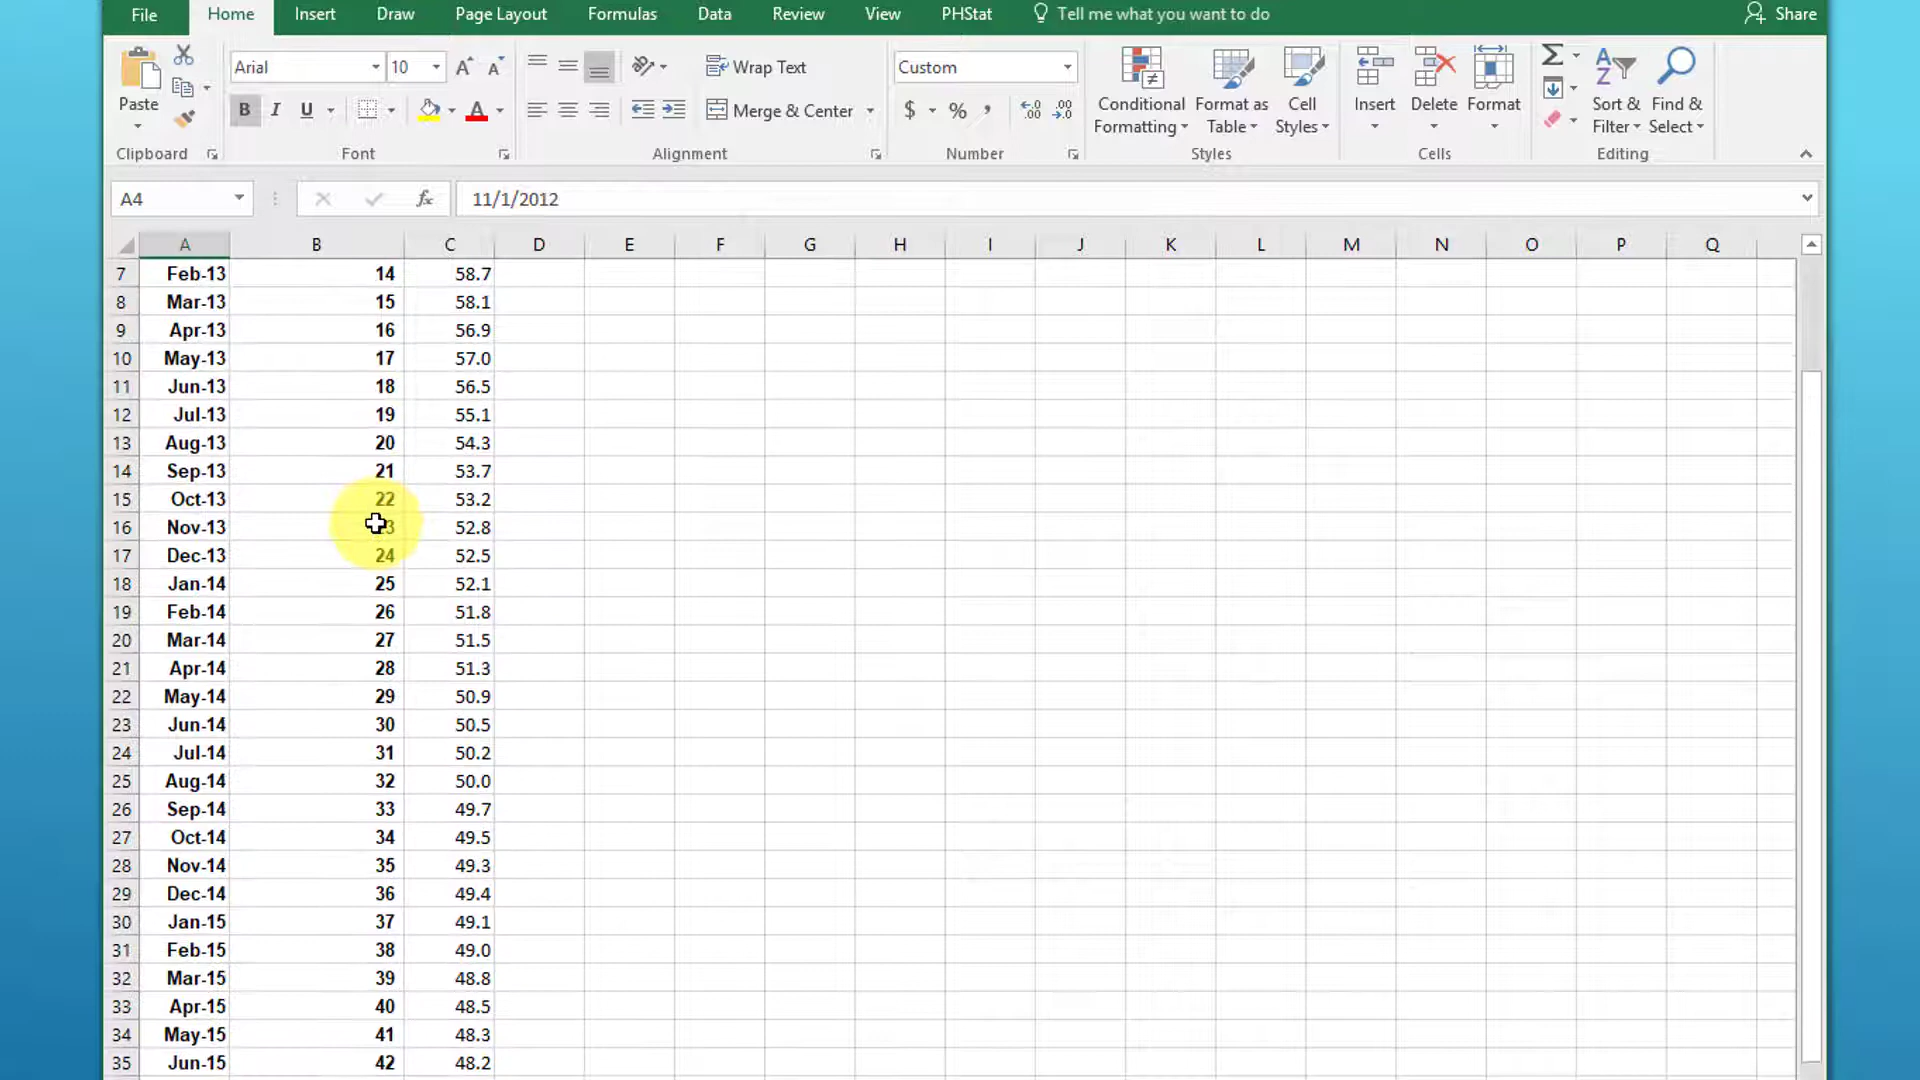 File Home Insert Draw Page Layout Formulas Data Review View PHStat Tell me what you want to do Share
Paste Arial 10 Wrap Text Custom Conditional Formatting Format as Table Cell Styles Insert Delete Format Sort & Filter Find & Select
B I U A Merge & Center $ % ,
Clipboard Font Alignment Number Styles Cells Editing
A4 fx 11/1/2012
A B C D E F G H I J K L M N O P Q
7 Feb-13 14 58.7
8 Mar-13 15 58.1
9 Apr-13 16 56.9
10 May-13 17 57.0
11 Jun-13 18 56.5
12 Jul-13 19 55.1
13 Aug-13 20 54.3
14 Sep-13 21 53.7
15 Oct-13 22 53.2
16 Nov-13 52.8
17 Dec-13 24 52.5
18 Jan-14 25 52.1
19 Feb-14 26 51.8
20 Mar-14 27 51.5
21 Apr-14 28 51.3
22 May-14 29 50.9
23 Jun-14 30 50.5
24 Jul-14 31 50.2
25 Aug-14 32 50.0
26 Sep-14 33 49.7
27 Oct-14 34 49.5
28 Nov-14 35 49.3
29 Dec-14 36 49.4
30 Jan-15 37 49.1
31 Feb-15 38 49.0
32 Mar-15 39 48.8
33 Apr-15 40 48.5
34 May-15 41 48.3
35 Jun-15 42 48.2